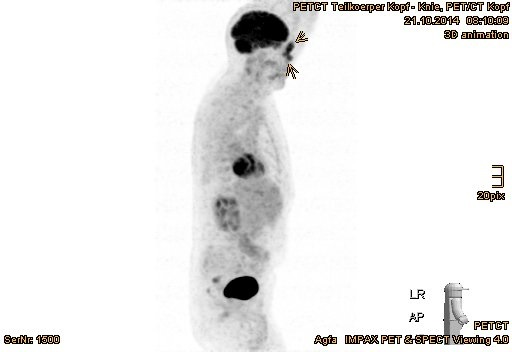 PETCT Teilkoerper Kopf - Knie, PET/CT Kopf
21.10.2014 08:10:09
3D animation
20pix
LR
AP
PETCT
SerNr: 1500
Agfa IMPAX PET & SPECT Viewing 4.0